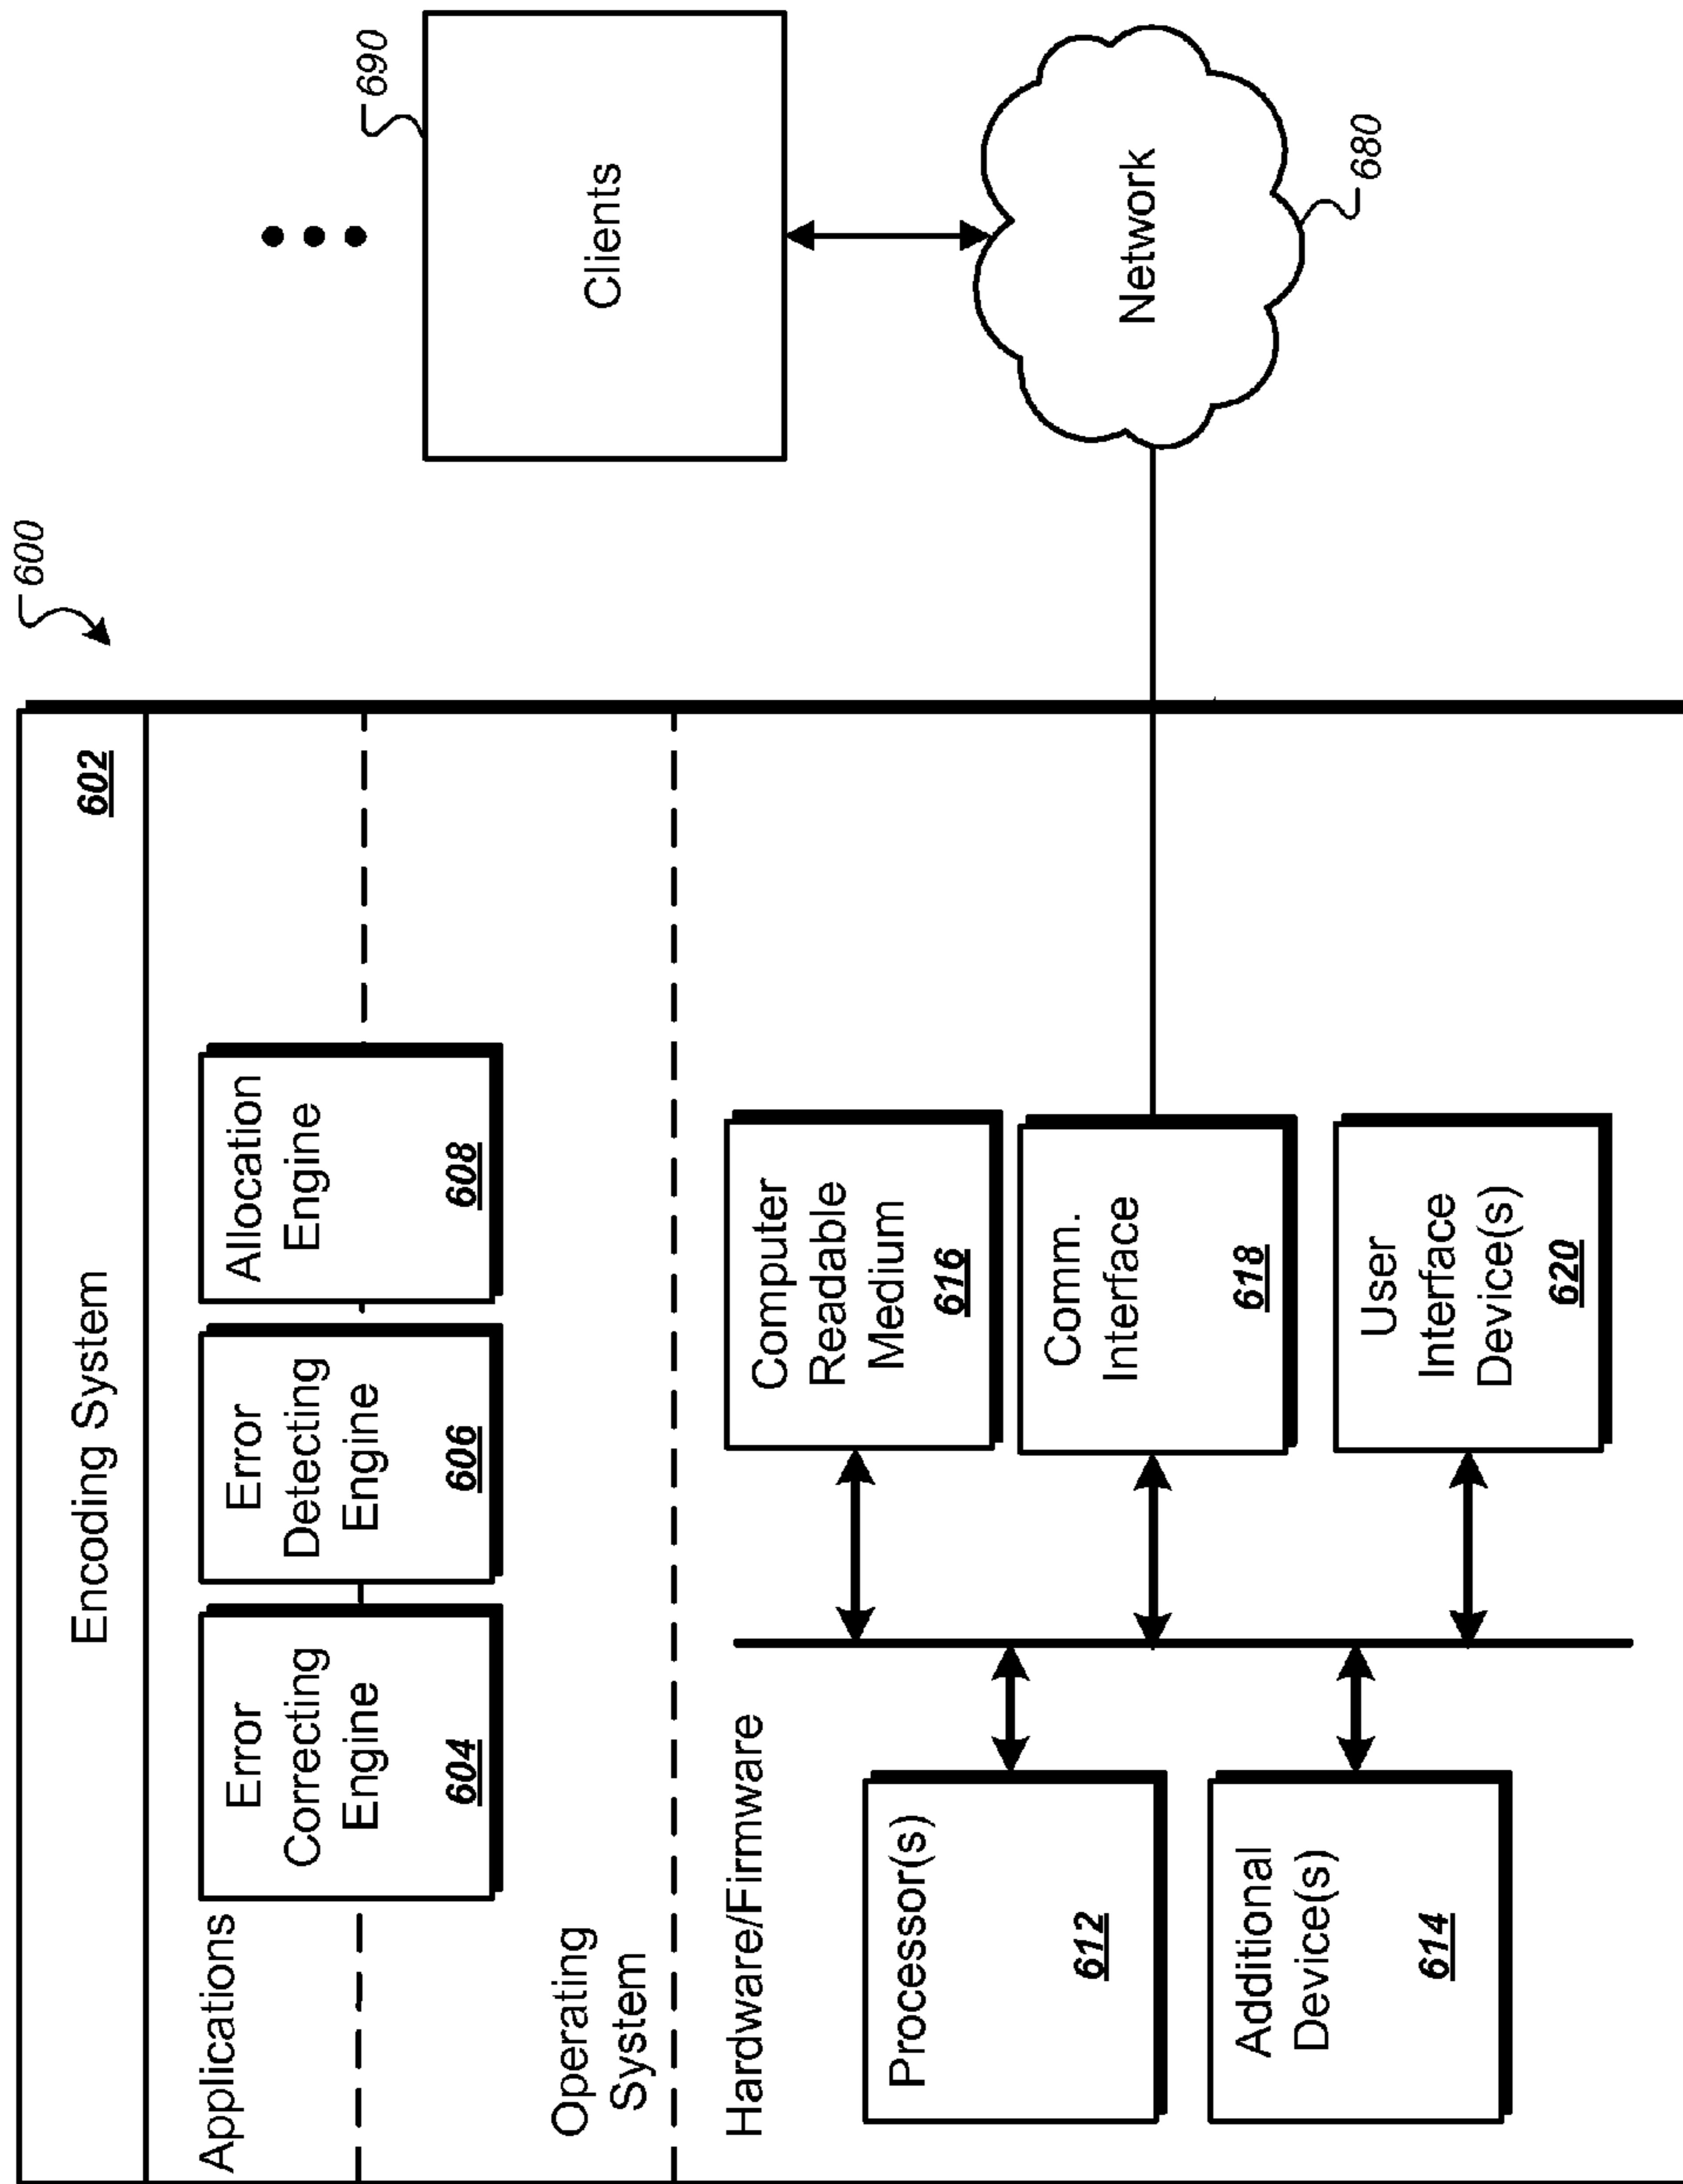 600
Encoding System
602
Applications
Error
Correcting
Engine
604
Error
Detecting
Engine
606
Allocation
Engine
608
690
Clients
Operating
System
Hardware/Firmware
Processor(s)
612
Additional
Device(s)
614
Computer
Readable
Medium
616
Comm.
Interface
618
User
Interface
Device(s)
620
Network
680